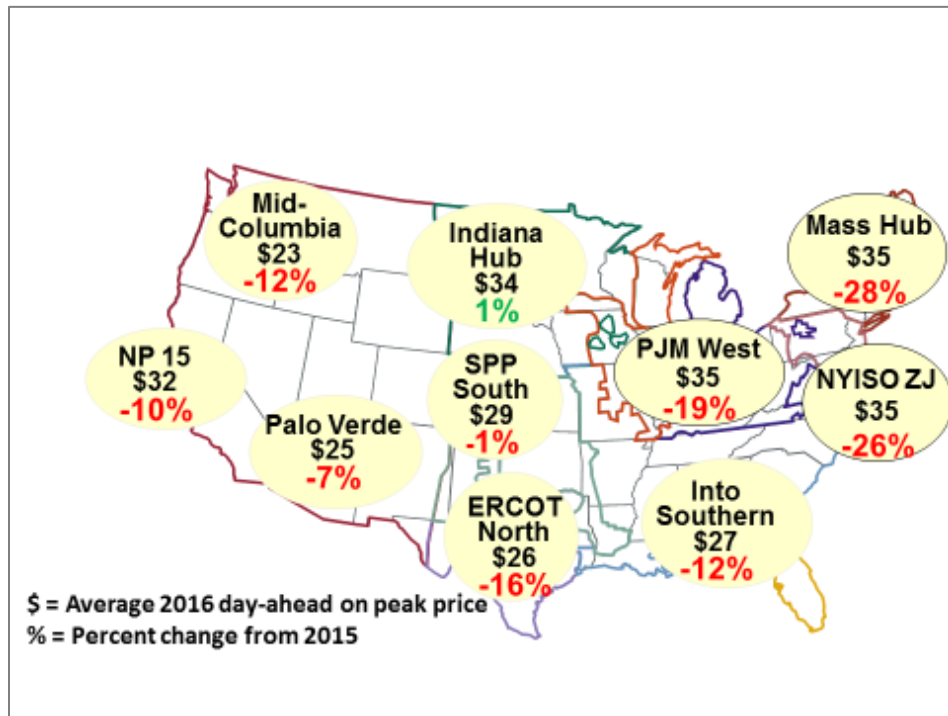 Mid-
Columbia
$23
-12%
Indiana
Hub
$34
1%
Mass Hub
$35
-28%
NP 15
$32
-10%
Palo Verde
$25
-7%
SPP
South
$29
-1%
PJM West
$35
-19%
NYISO ZJ
$35
-26%
ERCOT
North
$26
-16%
Into
Southern
$27
-12%
$ = Average 2016 day-ahead on peak price
% = Percent change from 2015